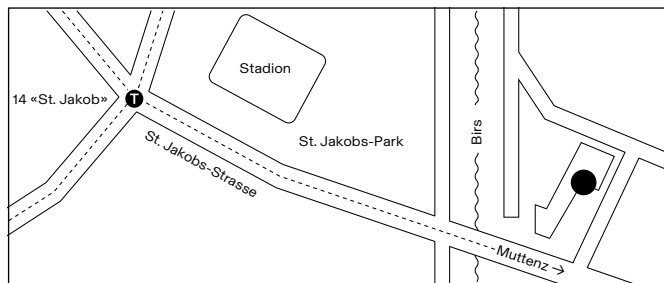 Stadion
14 «St. Jakob»
T
St. Jakobs-Park
Birs
St. Jakobs-Strasse
Muttenz →